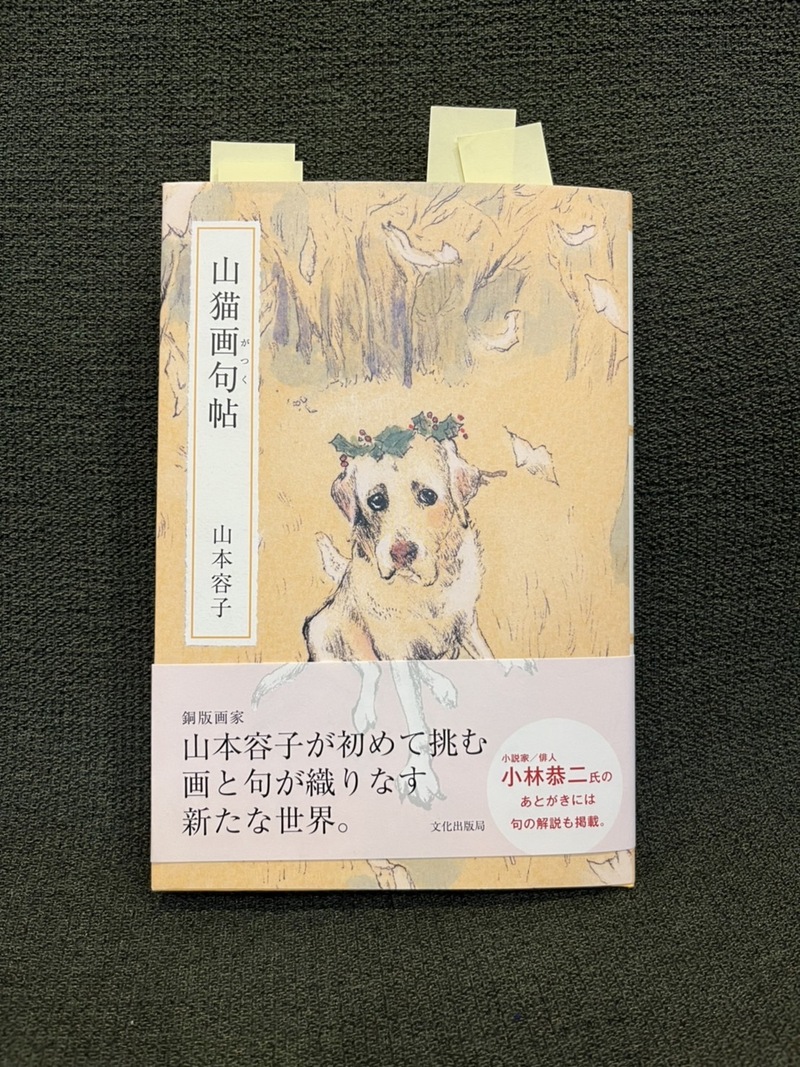 山猫画句帖
がつく
山本容子
銅版画家
山本容子が初めて挑む
画と句が織りなす
新たな世界。
文化出版局
小説家／俳人
小林恭二氏の
あとがきには
句の解説も掲載。